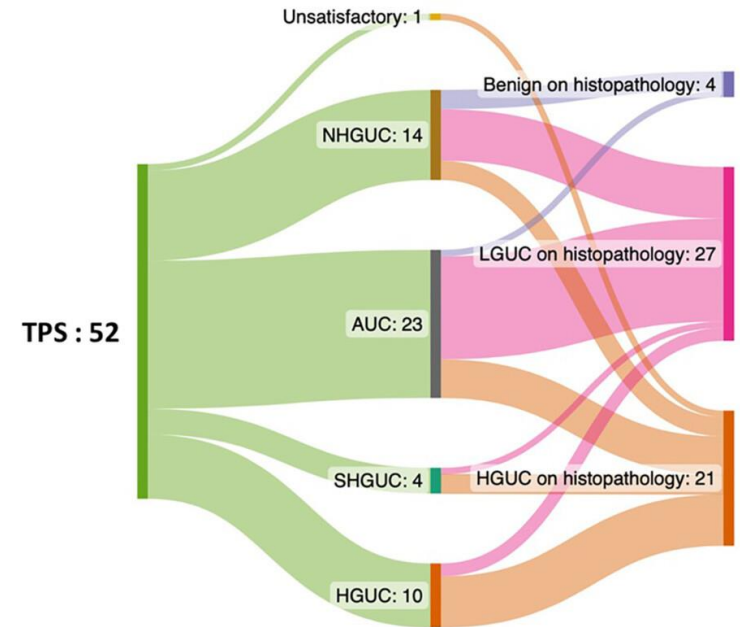 Unsatisfactory: 1
Benign on histopathology: 4
NHGUC: 14
LGUC on histopathology: 27
AUC: 23
TPS : 52
SHGUC: 4
HGUC on histopathology: 21
HGUC: 10